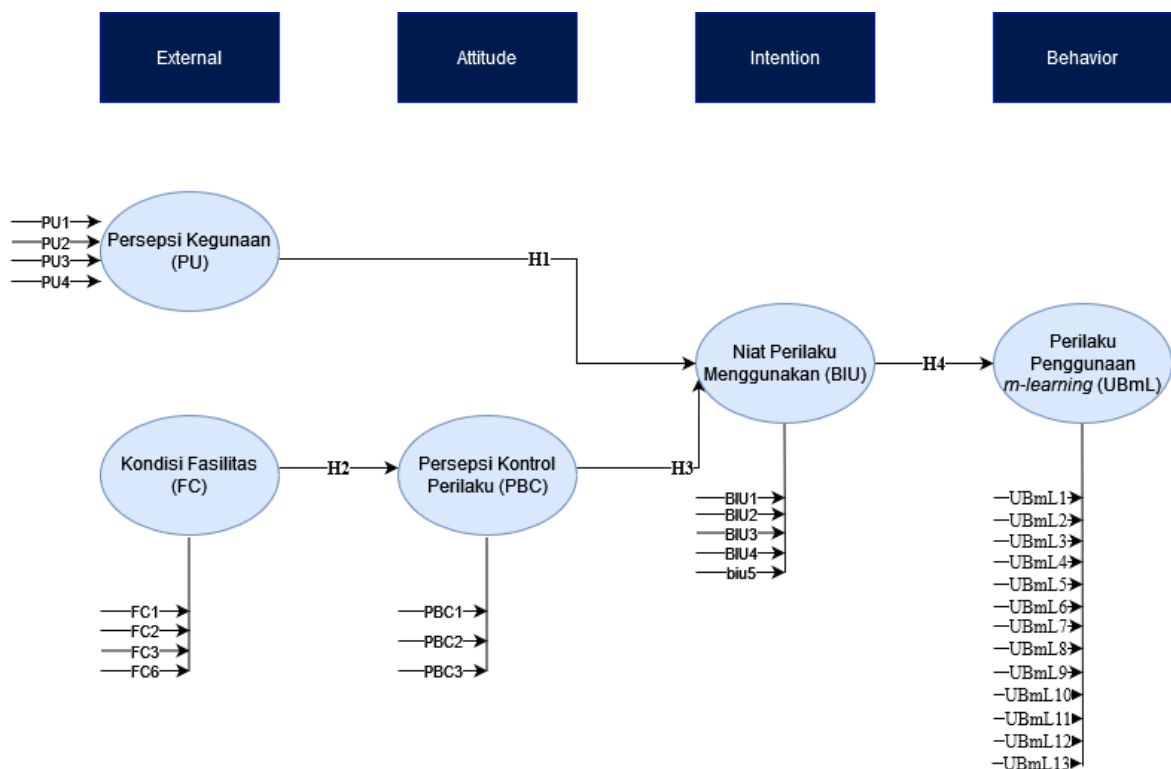 External
Attitude
Intention
Behavior
PU1
PU2
PU3
PU4
Persepsi Kegunaan
(PU)
H1
Niat Perilaku
Menggunakan (BIU)
H4
Perilaku
Penggunaan
m-learning (UBmL)
Kondisi Fasilitas
(FC)
H2
Persepsi Kontrol
Perilaku (PBC)
H3
FC1
FC2
FC3
FC6
PBC1
PBC2
PBC3
BIU1
BIU2
BIU3
BIU4
biu5
UBmL1
UBmL2
UBmL3
UBmL4
UBmL5
UBmL6
UBmL7
UBmL8
UBmL9
UBmL10
UBmL11
UBmL12
UBmL13